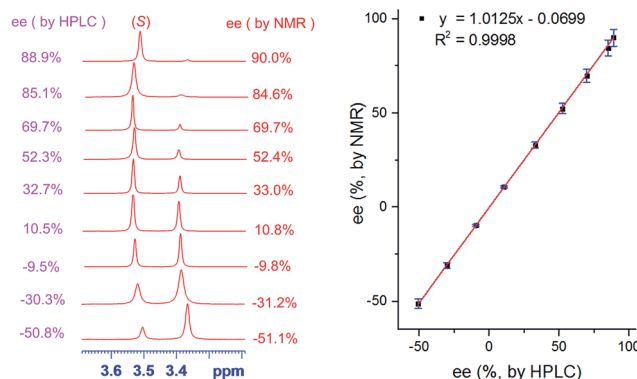 ee ( by HPLC) (S) ee ( by NMR)
88.9% 90.0%
85.1% 84.6%
69.7% 69.7%
52.3% 52.4%
32.7% 33.0%
10.5% 10.8%
-9.5% -9.8%
-30.3% -31.2%
-50.8% -51.1%
3.6 3.5 3.4 ppm
y = 1.0125x - 0.0699
R² = 0.9998
ee (%, by NMR)
100
50
0
-50
-50 0 50 100
ee (%, by HPLC)